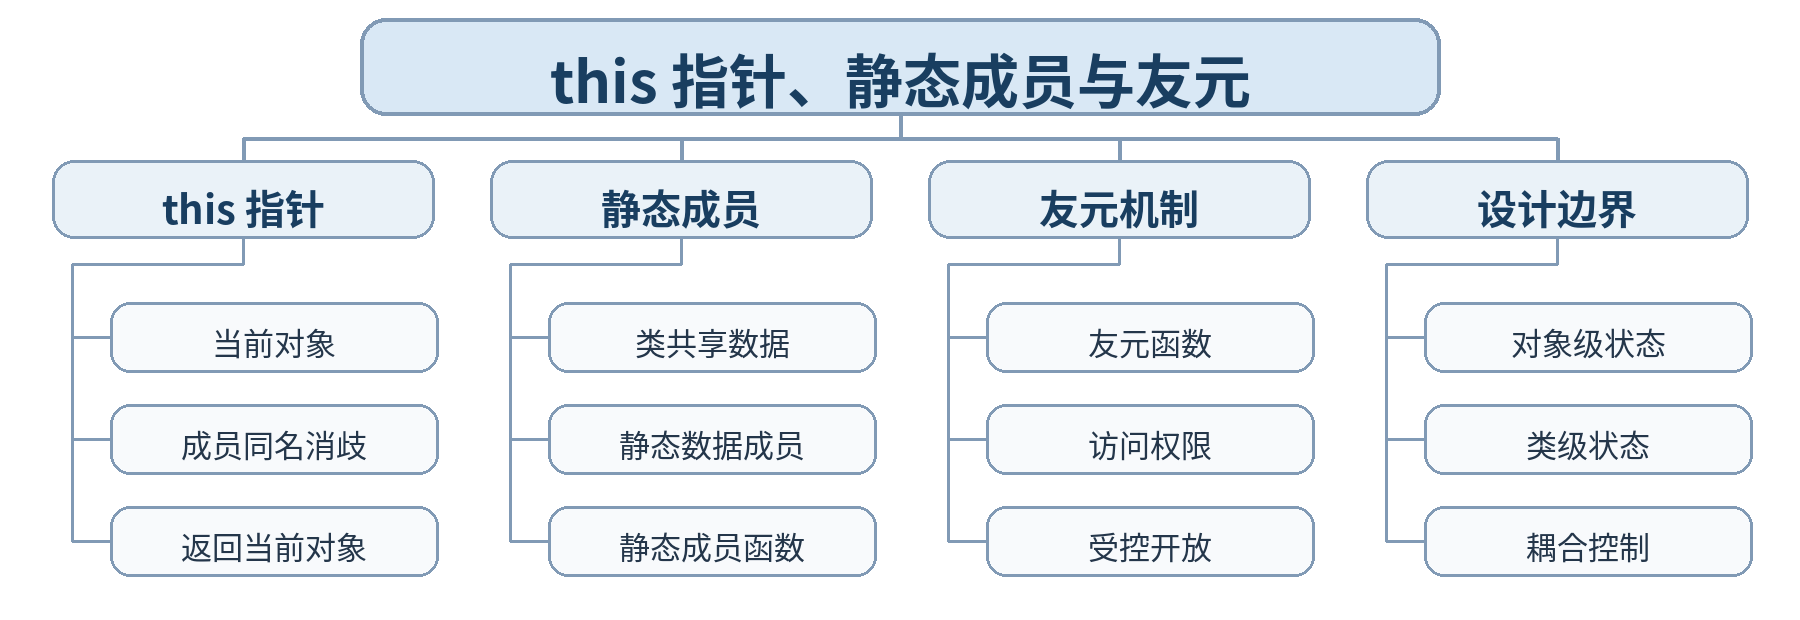 this 指针、静态成员与友元
this 指针
当前对象
成员同名消歧
返回当前对象
静态成员
类共享数据
静态数据成员
静态成员函数
友元机制
友元函数
访问权限
受控开放
设计边界
对象级状态
类级状态
耦合控制